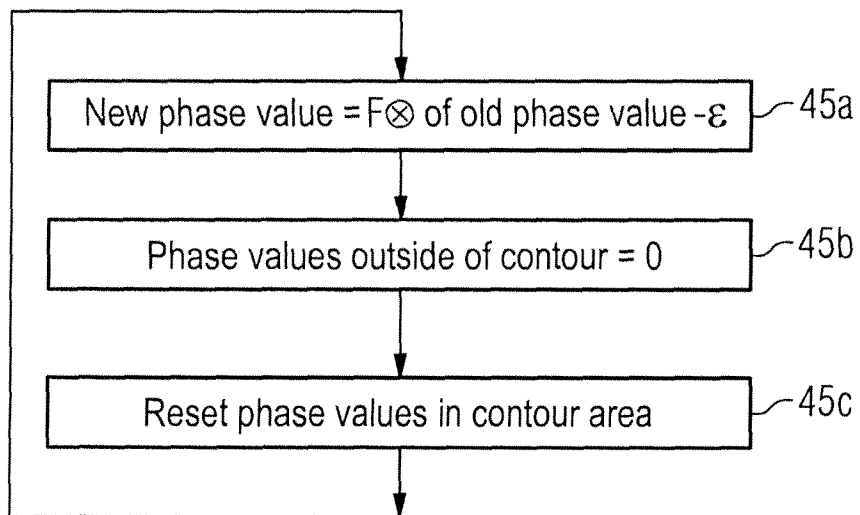 New phase value = F⊗ of old phase value -ε
45a
Phase values outside of contour = 0
45b
Reset phase values in contour area
45c